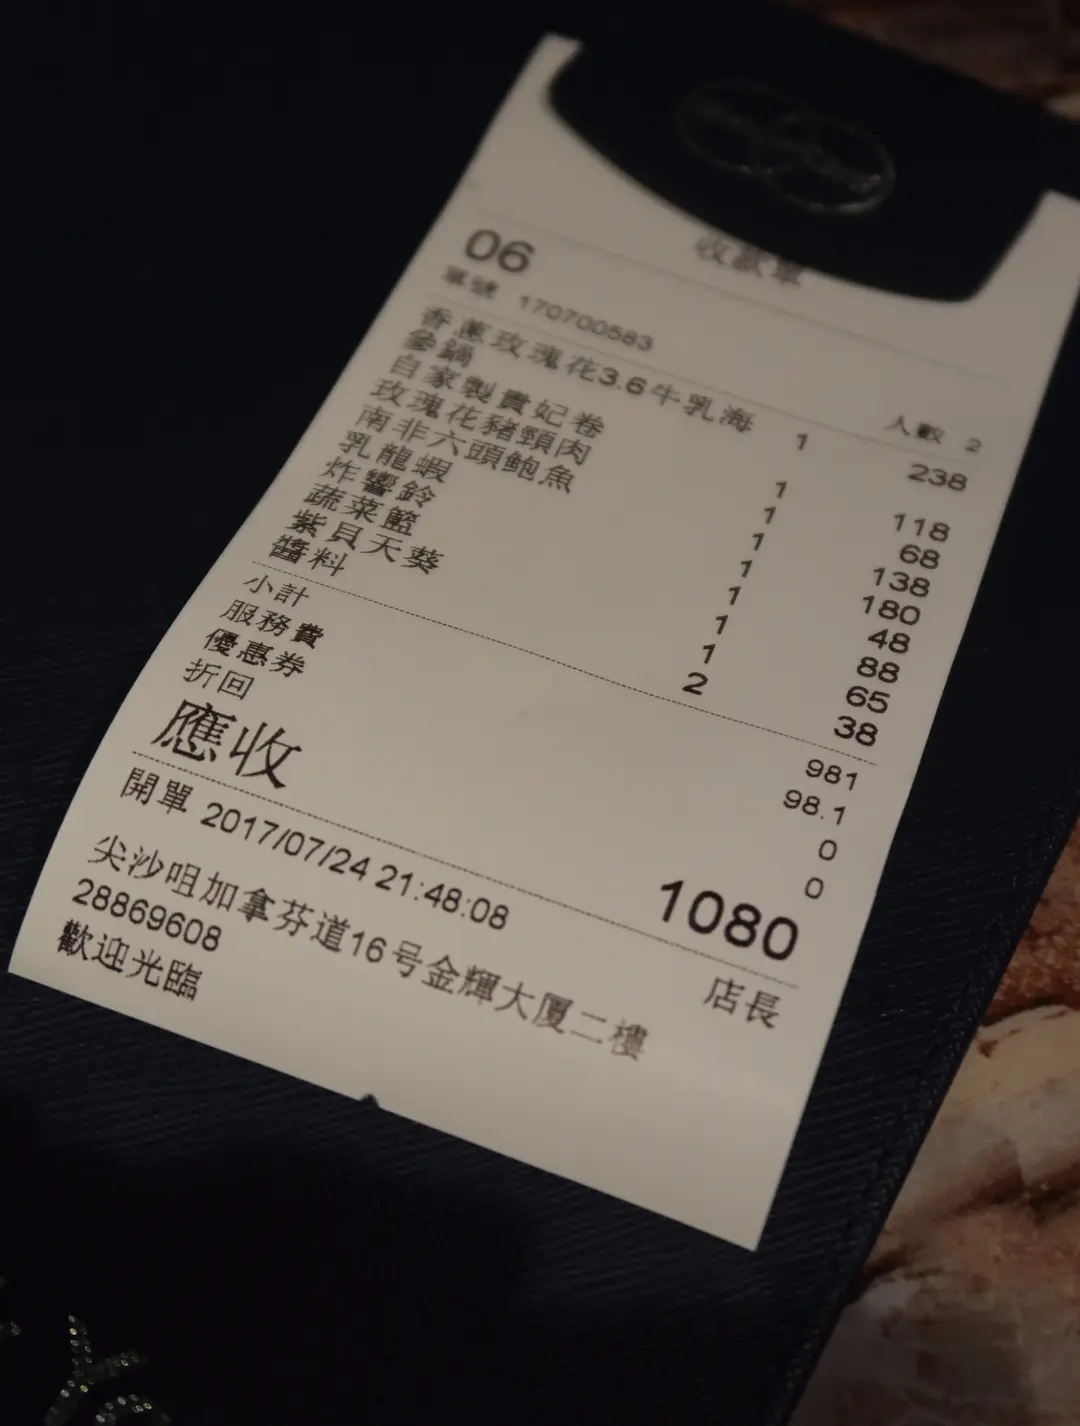 收款單
06
人數 2
單號 170700583
香蔥玫瑰花3.6牛乳海 1 238
參鍋
自家製貴妃卷 1 118
玫瑰花豬頸肉 1 68
南非六頭鮑魚 1 138
乳龍蝦 1 180
炸響鈴 1 48
蔬菜籃 1 88
紫貝天葵 1 65
醬料 2 38
小計 981
服務費 98.1
優惠券 0
折回 0
應收 1080
開單 2017/07/24 21:48:08 店長
尖沙咀加拿芬道16号金輝大厦二樓
28869608
歡迎光臨